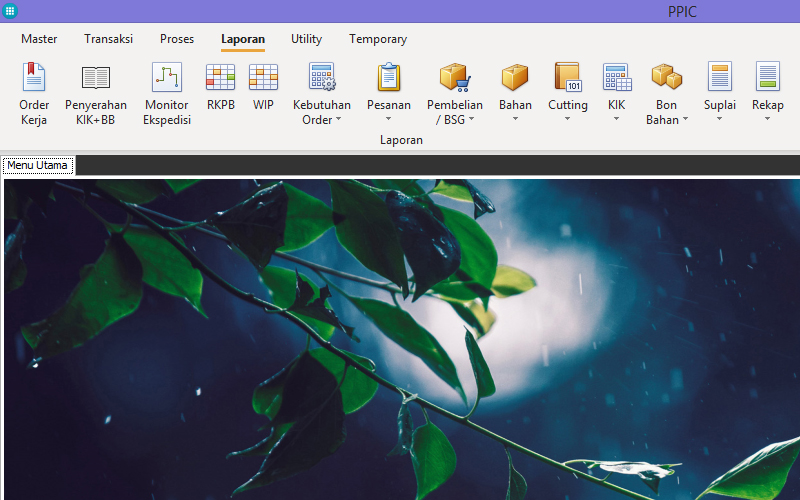 PPIC
Master Transaksi Proses Laporan Utility Temporary
Order Kerja
Penyerahan KIK+BB
Monitor Ekspedisi
RKPB
WIP
Kebutuhan Order
Pesanan
Pembelian / BSG
Bahan
101
Cutting
KIK
Bon Bahan
Suplai
Rekap
Laporan
Menu Utama